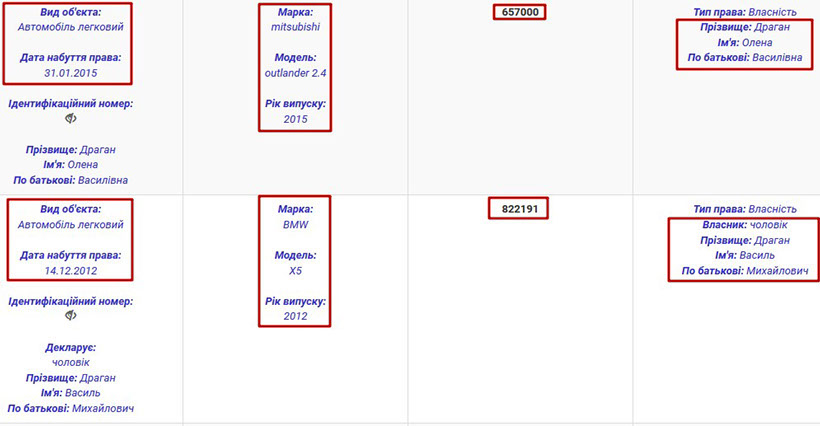 Вид об'єкта:
Автомобіль легковий
Дата набуття права:
31.01.2015
Ідентифікаційний номер:
Прізвище: Драган
Ім'я: Олена
По батькові: Василівна
Марка:
mitsubishi
Модель:
outlander 2.4
Рік випуску:
2015
657000
Тип права: Власність
Прізвище: Драган
Ім'я: Олена
По батькові: Василівна
Вид об'єкта:
Автомобіль легковий
Дата набуття права:
14.12.2012
Ідентифікаційний номер:
Декларує:
чоловік
Прізвище: Драган
Ім'я: Василь
По батькові: Михайлович
Марка:
BMW
Модель:
X5
Рік випуску:
2012
822191
Тип права: Власність
Власник: чоловік
Прізвище: Драган
Ім'я: Василь
По батькові: Михайлович